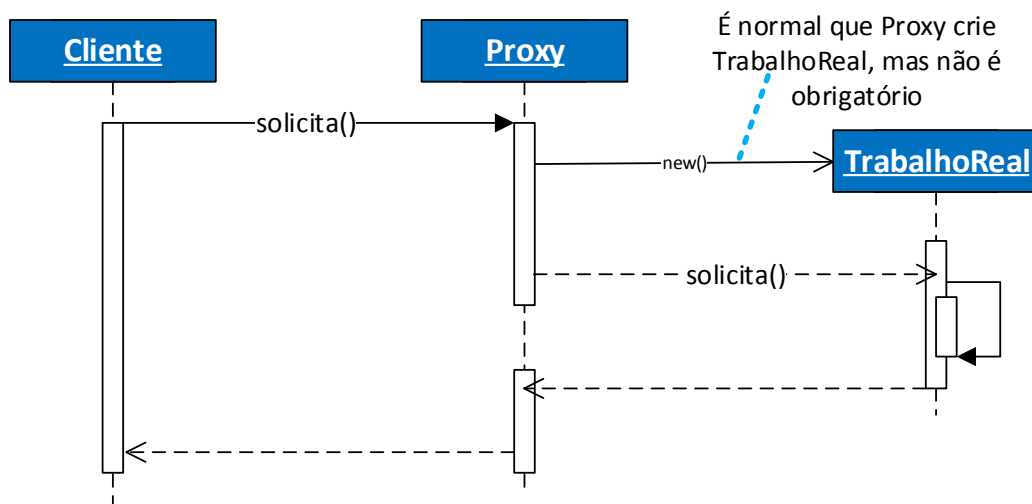 Cliente
Proxy
É normal que Proxy crie
TrabalhoReal, mas não é
obrigatório
solicita()
new()
TrabalhoReal
solicita()